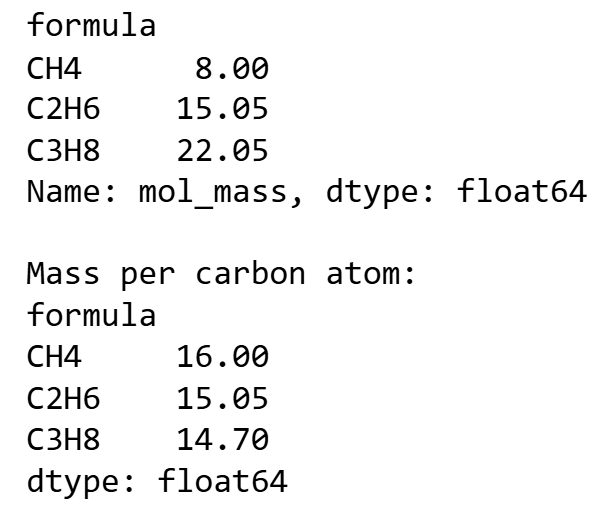 formula
CH4      8.00
C2H6    15.05
C3H8    22.05
Name: mol_mass, dtype: float64

Mass per carbon atom:
formula
CH4     16.00
C2H6    15.05
C3H8    14.70
dtype: float64